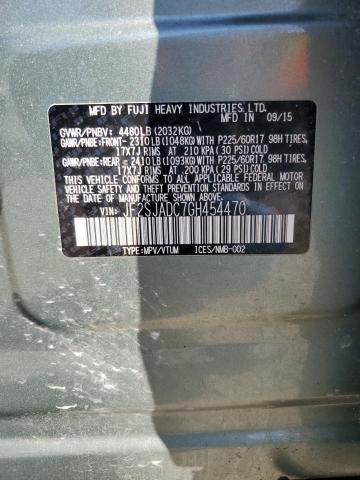 MFD BY FUJI HEAVY INDUSTRIES LTD.
MADE IN 09/15
GVWR/PNBV: 4480LB (2032KG)
GAWR/PNBE:FRONT-2310LB (1048KG)WITH P225/60R17 98H TIRES,
17X7J RIMS AT 210 KPA (30 PSI)COLD
GAWR/PNBE:REAR -2410LB (1093KG)WITH P225/60R17 98H TIRES,
17X7J RIMS AT 200 KPA (29 PSI)COLD
THIS VEHICLE CONFORMS TO ALL APPLICABLE
FEDERAL MOTOR VEHICLE SAFETY AND THEFT
PREVENTION STANDARDS IN EFFECT ON THE
DATE OF MANUFACTURE SHOWN ABOVE.
VIN: JF2SJADC7GH454470
TYPE:MPV/VTUM ICES/NMB-002